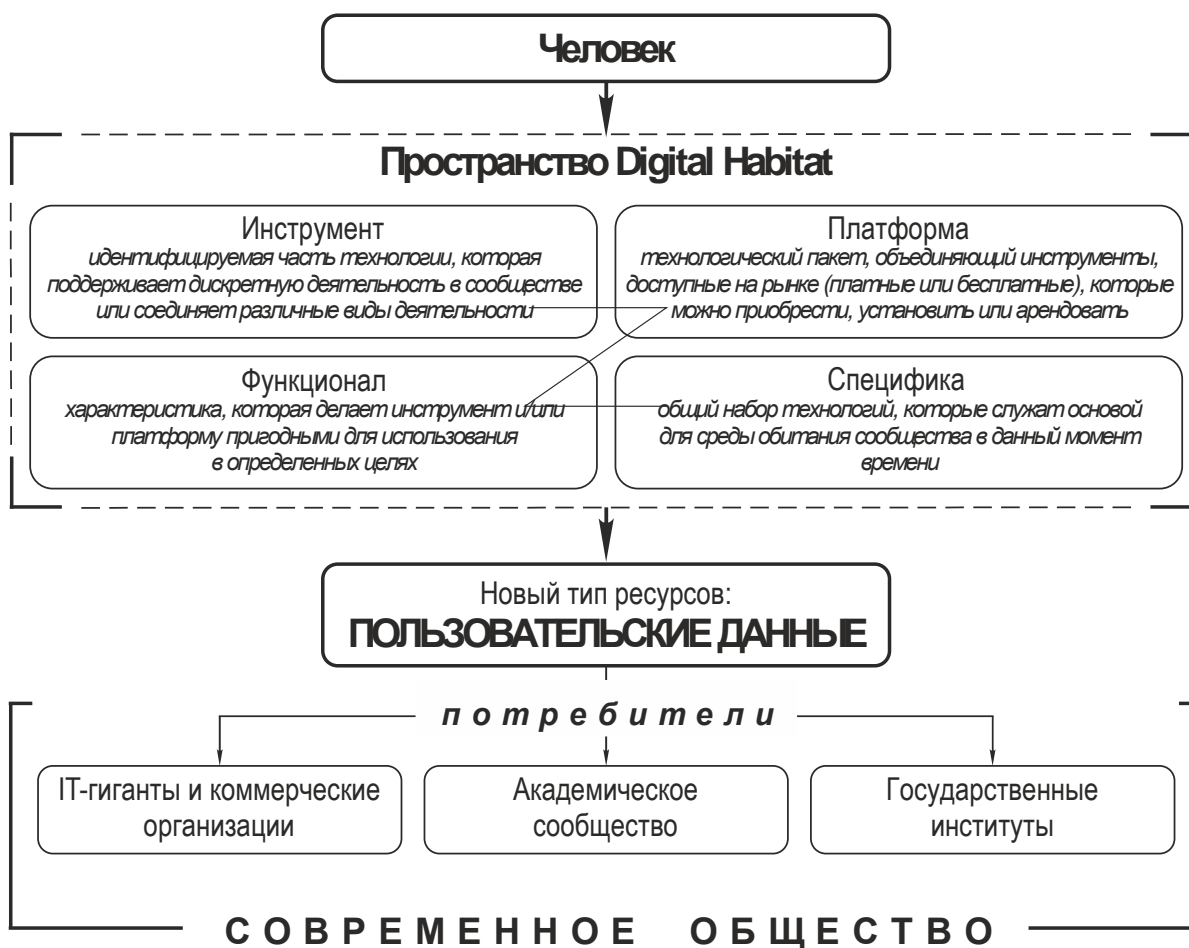 Человек
Пространство Digital Habitat
Инструмент
идентифицируемая часть технологии, которая
поддерживает дискретную деятельность в сообществе
или соединяет различные виды деятельности
Платформа
технологический пакет, объединяющий инструменты,
доступные на рынке (платные или бесплатные), которые
можно приобрести, установить или арендовать
Функционал
характеристика, которая делает инструмент и/или
платформу пригодными для использования
в определенных целях
Специфика
общий набор технологий, которые служат основой
для среды обитания сообщества в данный момент
времени
Новый тип ресурсов:
ПОЛЬЗОВАТЕЛЬСКИЕ ДАННЫЕ
потребители
IT-гиганты и коммерческие
организации
Академическое
сообщество
Государственные
институты
СОВРЕМЕННОЕ ОБЩЕСТВО